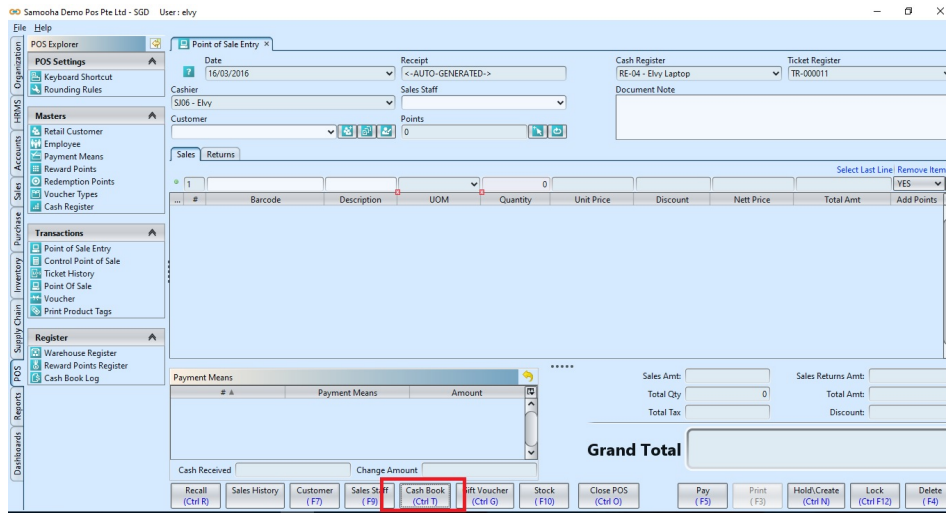 Samooha Demo Pos Pte Ltd - SGD User : elvy
File Help
Organization
HRMS
Accounts
Sales
Purchase
Inventory
Supply Chain
POS
Reports
Dashboards
POS Explorer
POS Settings
Keyboard Shortcut
Rounding Rules
Masters
Retail Customer
Employee
Payment Means
Reward Points
Redemption Points
Voucher Types
Cash Register
Transactions
Point of Sale Entry
Control Point of Sale
Ticket History
Point Of Sale
Voucher
Print Product Tags
Register
Warehouse Register
Reward Points Register
Cash Book Log
Point of Sale Entry ×
Date Receipt Cash Register Ticket Register
? 16/03/2016 <-AUTO-GENERATED-> RE-04 - Elvy Laptop TR-000011
Cashier Sales Staff Document Note
SJ06 - Elvy
Customer Points
0
Sales Returns
Select Last Line Remove Item
1 0 YES
... # Barcode Description UOM Quantity Unit Price Discount Nett Price Total Amt Add Points
Payment Means
# Payment Means Amount
Cash Received Change Amount
Sales Amt: Sales Returns Amt:
Total Qty 0 Total Amt:
Total Tax Discount:
Grand Total
Recall (Ctrl R)
Sales History
Customer (F7)
Sales Staff (F9)
Cash Book (Ctrl T)
Gift Voucher (Ctrl G)
Stock (F10)
Close POS (Ctrl O)
Pay (F5)
Print (F3)
Hold\Create (Ctrl N)
Lock (Ctrl F12)
Delete (F4)